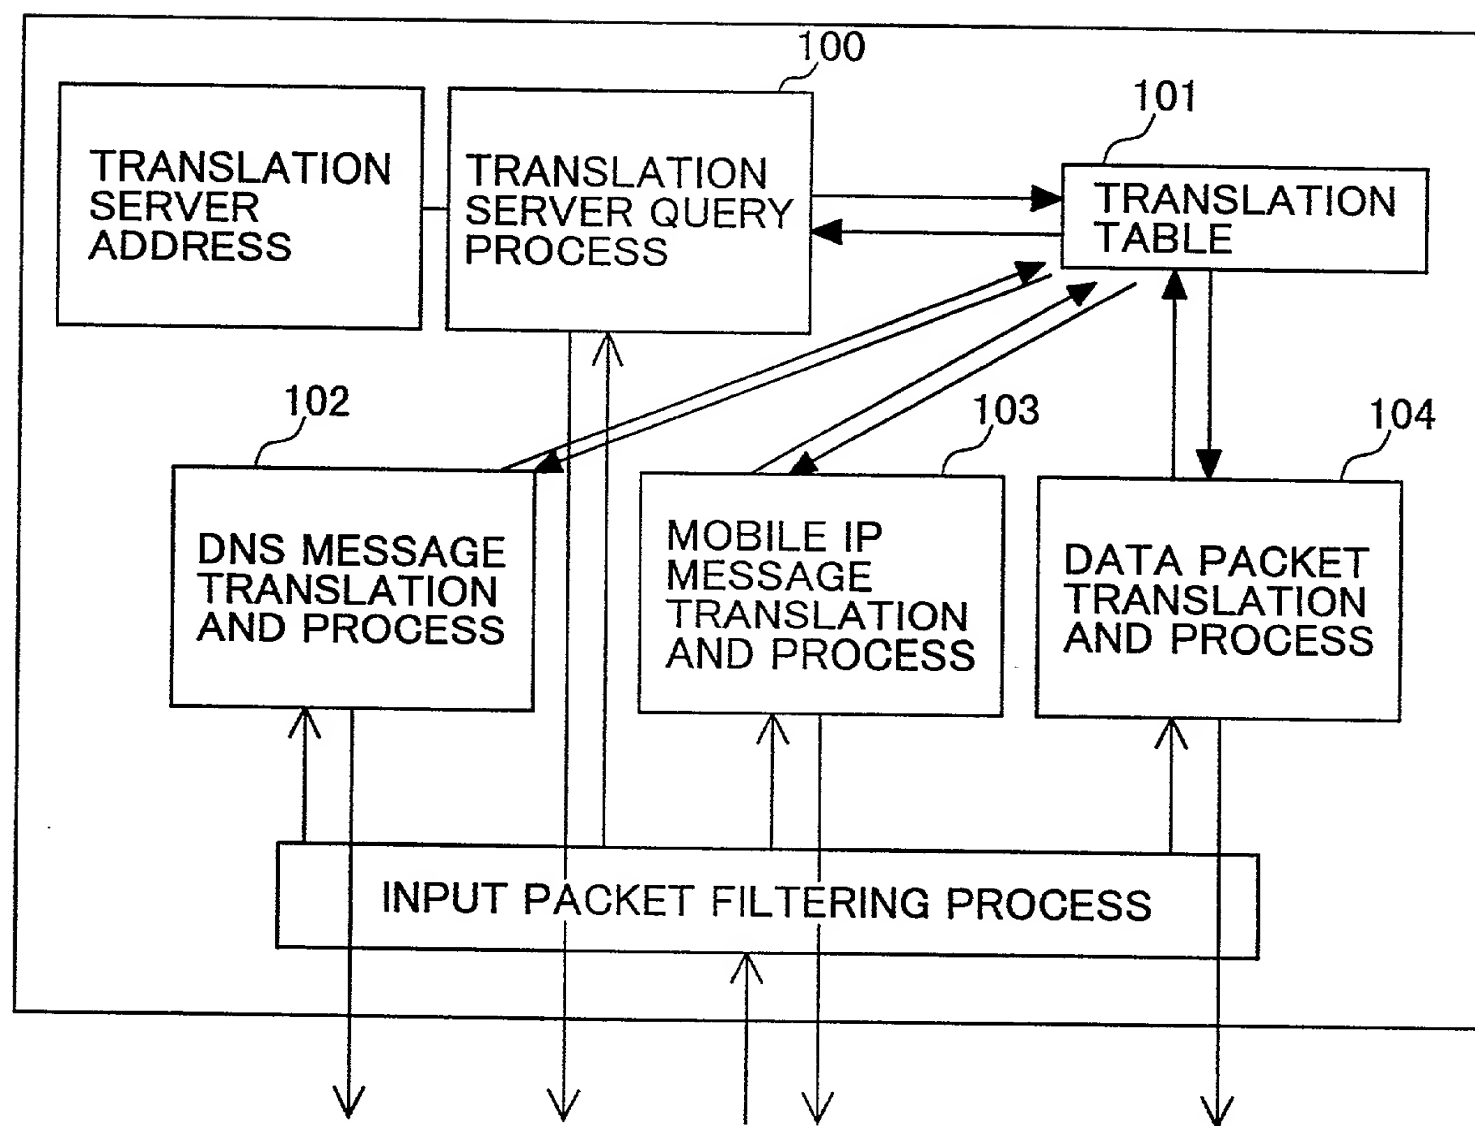 100
101
TRANSLATION
SERVER
ADDRESS
TRANSLATION
SERVER QUERY
PROCESS
TRANSLATION
TABLE
102
103
104
DNS MESSAGE
TRANSLATION
AND PROCESS
MOBILE IP
MESSAGE
TRANSLATION
AND PROCESS
DATA PACKET
TRANSLATION
AND PROCESS
INPUT PACKET FILTERING PROCESS